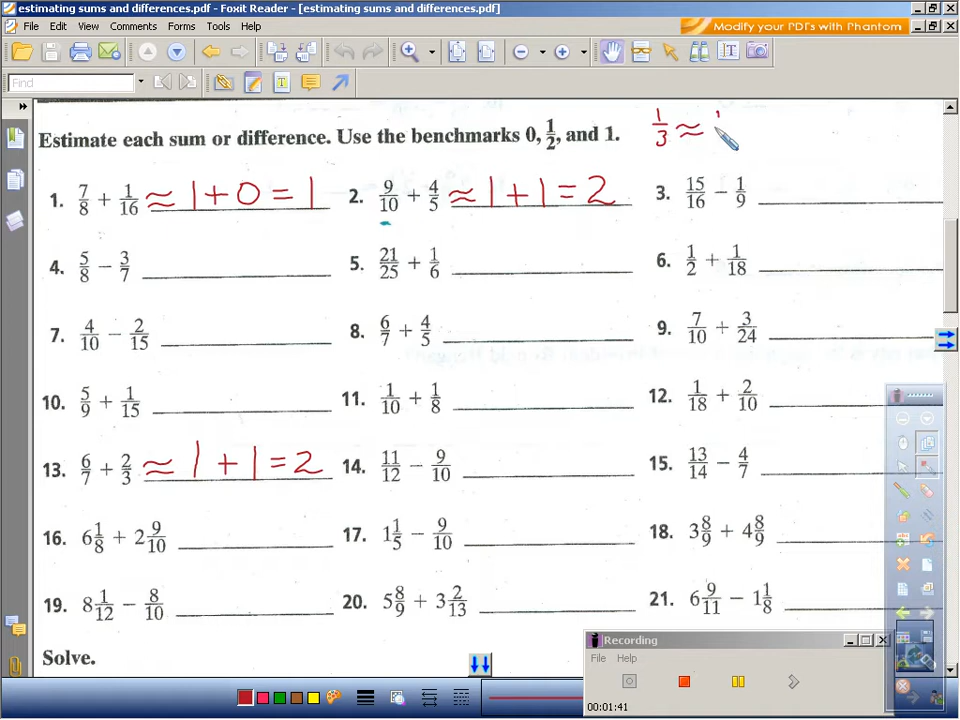 estimating sums and differences.pdf - Foxit Reader - [estimating sums and differences.pdf]
File Edit View Comments Forms Tools Help
Modify your PDF's with Phantom
Find
Estimate each sum or difference. Use the benchmarks 0, 1/2, and 1. 1/3 ≈
1. 7/8 + 1/16 ≈ 1 + 0 = 1 2. 9/10 + 4/5 ≈ 1 + 1 = 2 3. 15/16 - 1/9
4. 5/8 - 3/7 5. 21/25 + 1/6 6. 1/2 + 1/18
7. 4/10 - 2/15 8. 6/7 + 4/5 9. 7/10 + 3/24
10. 5/9 + 1/15 11. 1/10 + 1/8 12. 1/18 + 2/10
13. 6/7 + 2/3 ≈ 1 + 1 = 2 14. 11/12 - 9/10 15. 13/14 - 4/7
16. 6 1/8 + 2 9/10 17. 1 1/5 - 9/10 18. 3 8/9 + 4 8/9
19. 8 1/12 - 8/10 20. 5 8/9 + 3 2/13 21. 6 9/11 - 1 1/8
Solve.
Recording
File Help
00:01:41